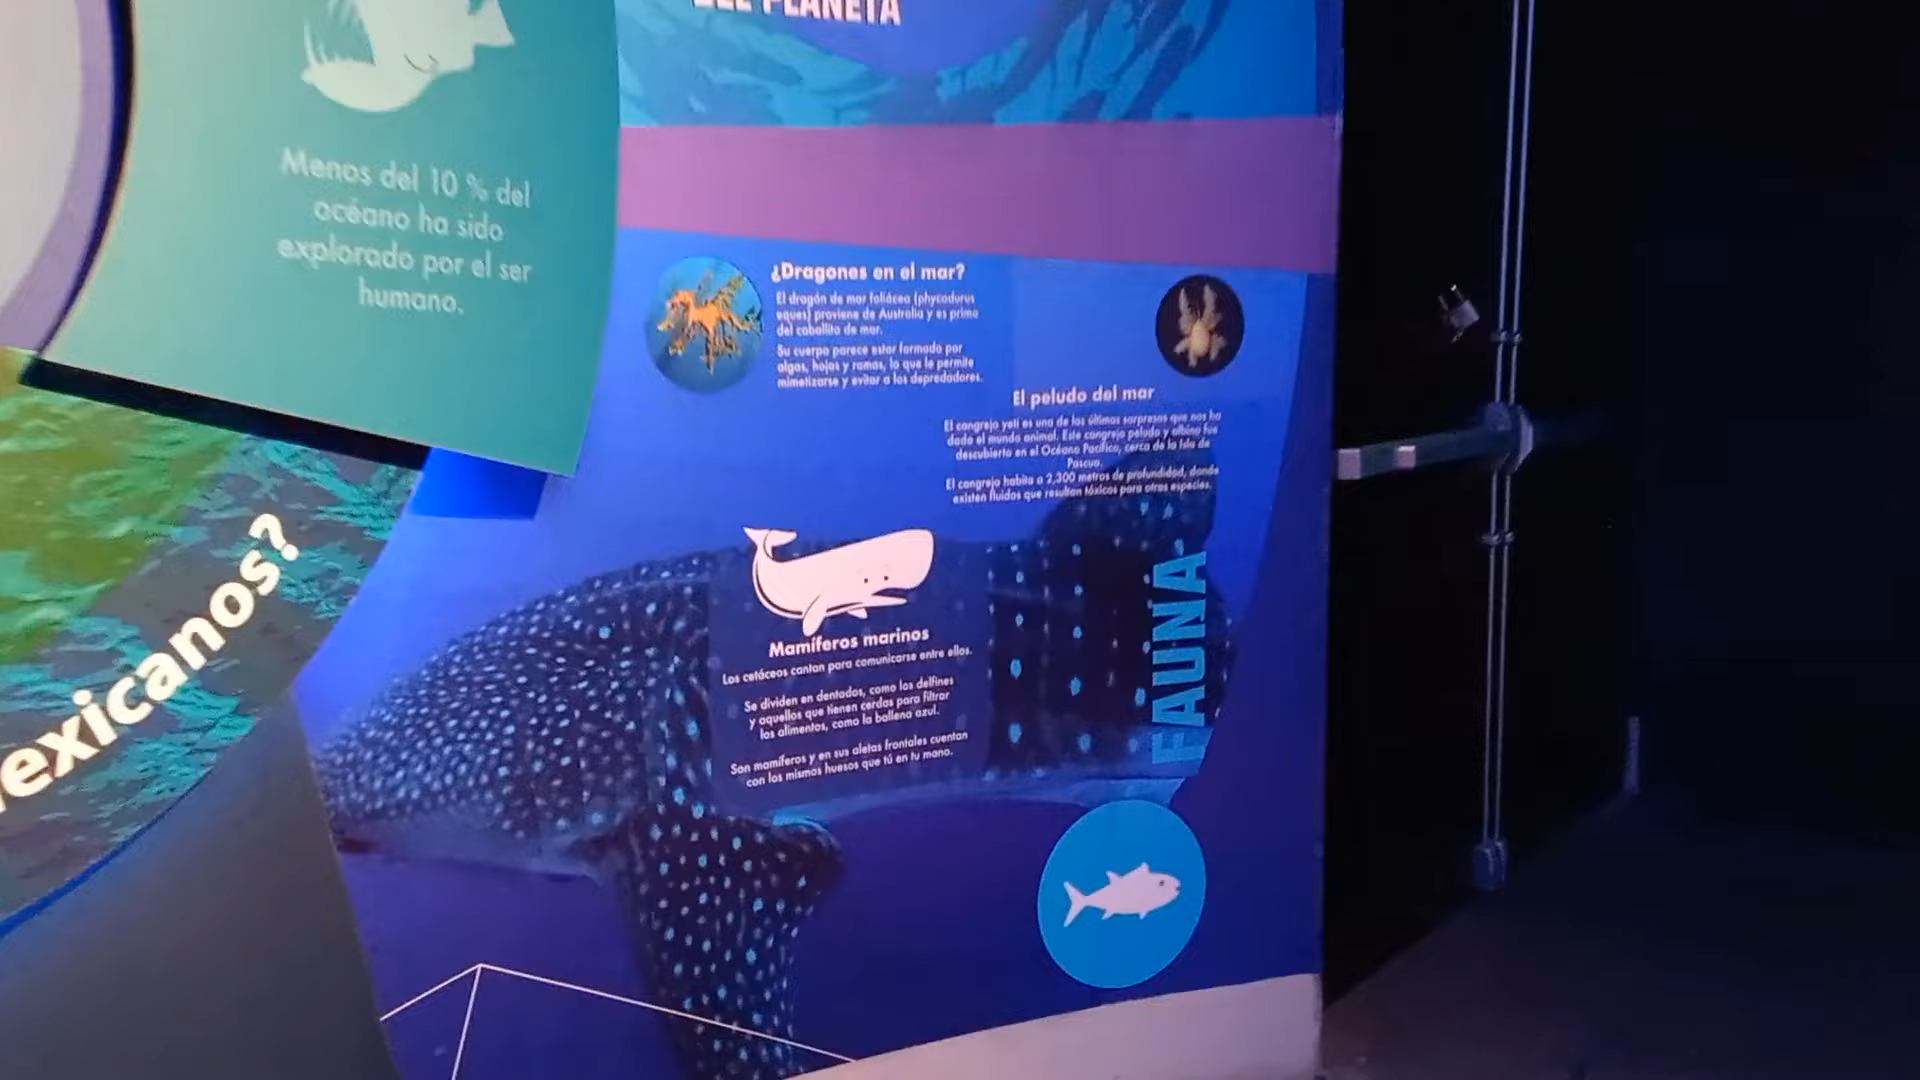 DEL PLANETA
Menos del 10 % del
océano ha sido
explorado por el ser
humano.
¿Dragones en el mar?
El dragón de mar foliáceo (phycodurus
eques) proviene de Australia y es primo
del caballito de mar.
Su cuerpo parece estar formado por
algas, hojas y ramas, lo que le permite
mimetizarse y evitar a los depredadores.
El peludo del mar
El cangrejo yeti es una de las últimas sorpresas que nos ha
dado el mundo animal. Este cangrejo peludo y albino fue
descubierto en el Océano Pacífico, cerca de la Isla de
Pascua.
El cangrejo habita a 2,300 metros de profundidad, donde
existen fluidos que resultan tóxicos para otras especies.
Mamíferos marinos
Los cetáceos cantan para comunicarse entre ellos.
Se dividen en dentados, como los delfines
y aquellos que tienen cerdas para filtrar
los alimentos, como la ballena azul.
Son mamíferos y en sus aletas frontales cuentan
con los mismos huesos que tú en tu mano.
FAUNA
exicanos?